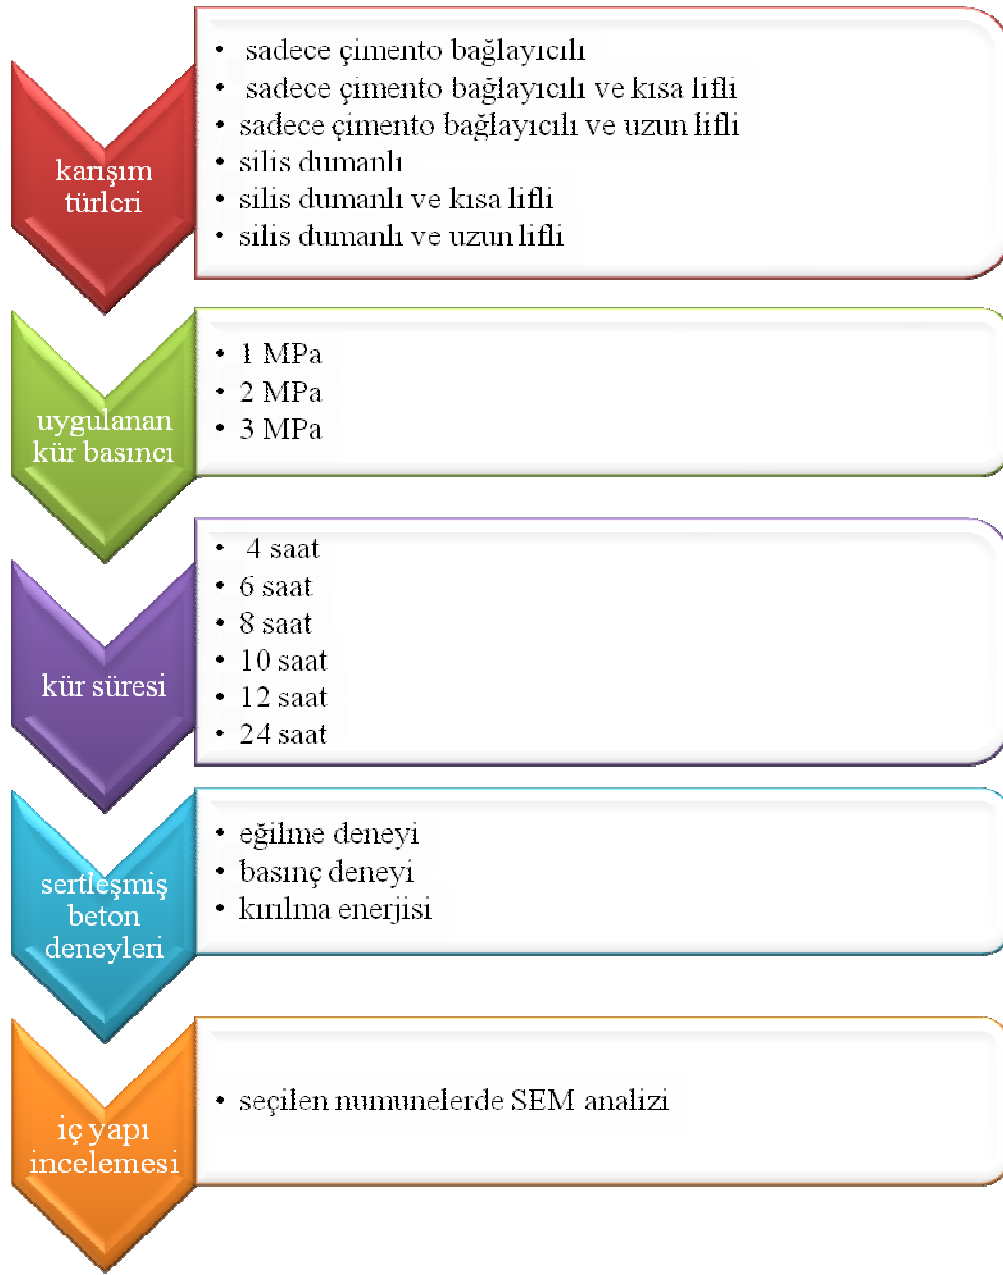 karışım
türleri
• sadece çimento bağlayıcılı
• sadece çimento bağlayıcılı ve kısa lifli
• sadece çimento bağlayıcılı ve uzun lifli
• silis dumanlı
• silis dumanlı ve kısa lifli
• silis dumanlı ve uzun lifli
uygulanan
kür basıncı
• 1 MPa
• 2 MPa
• 3 MPa
kür süresi
• 4 saat
• 6 saat
• 8 saat
• 10 saat
• 12 saat
• 24 saat
sertleşmiş
beton
deneyleri
• eğilme deneyi
• basınç deneyi
• kırılma enerjisi
iç yapı
incelemesi
• seçilen numunelerde SEM analizi